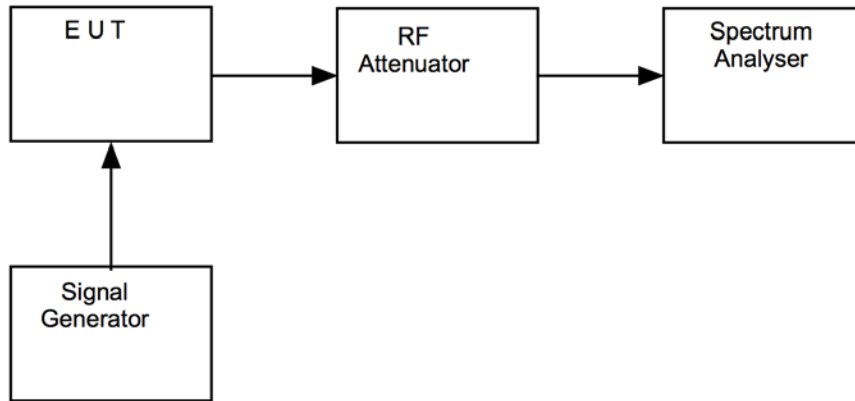 E U T
RF
Attenuator
Spectrum
Analyser
Signal
Generator